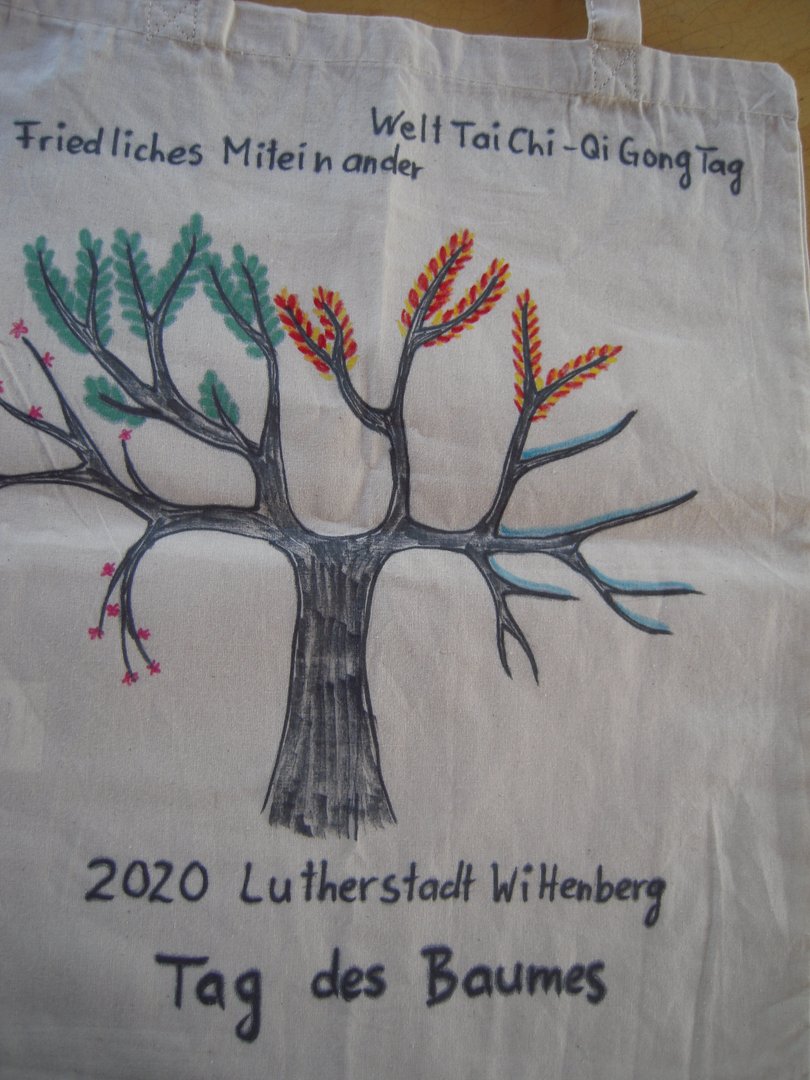 Friedliches Miteinander
Welt Tai Chi - Qi Gong Tag
2020 Lutherstadt Wittenberg
Tag des Baumes